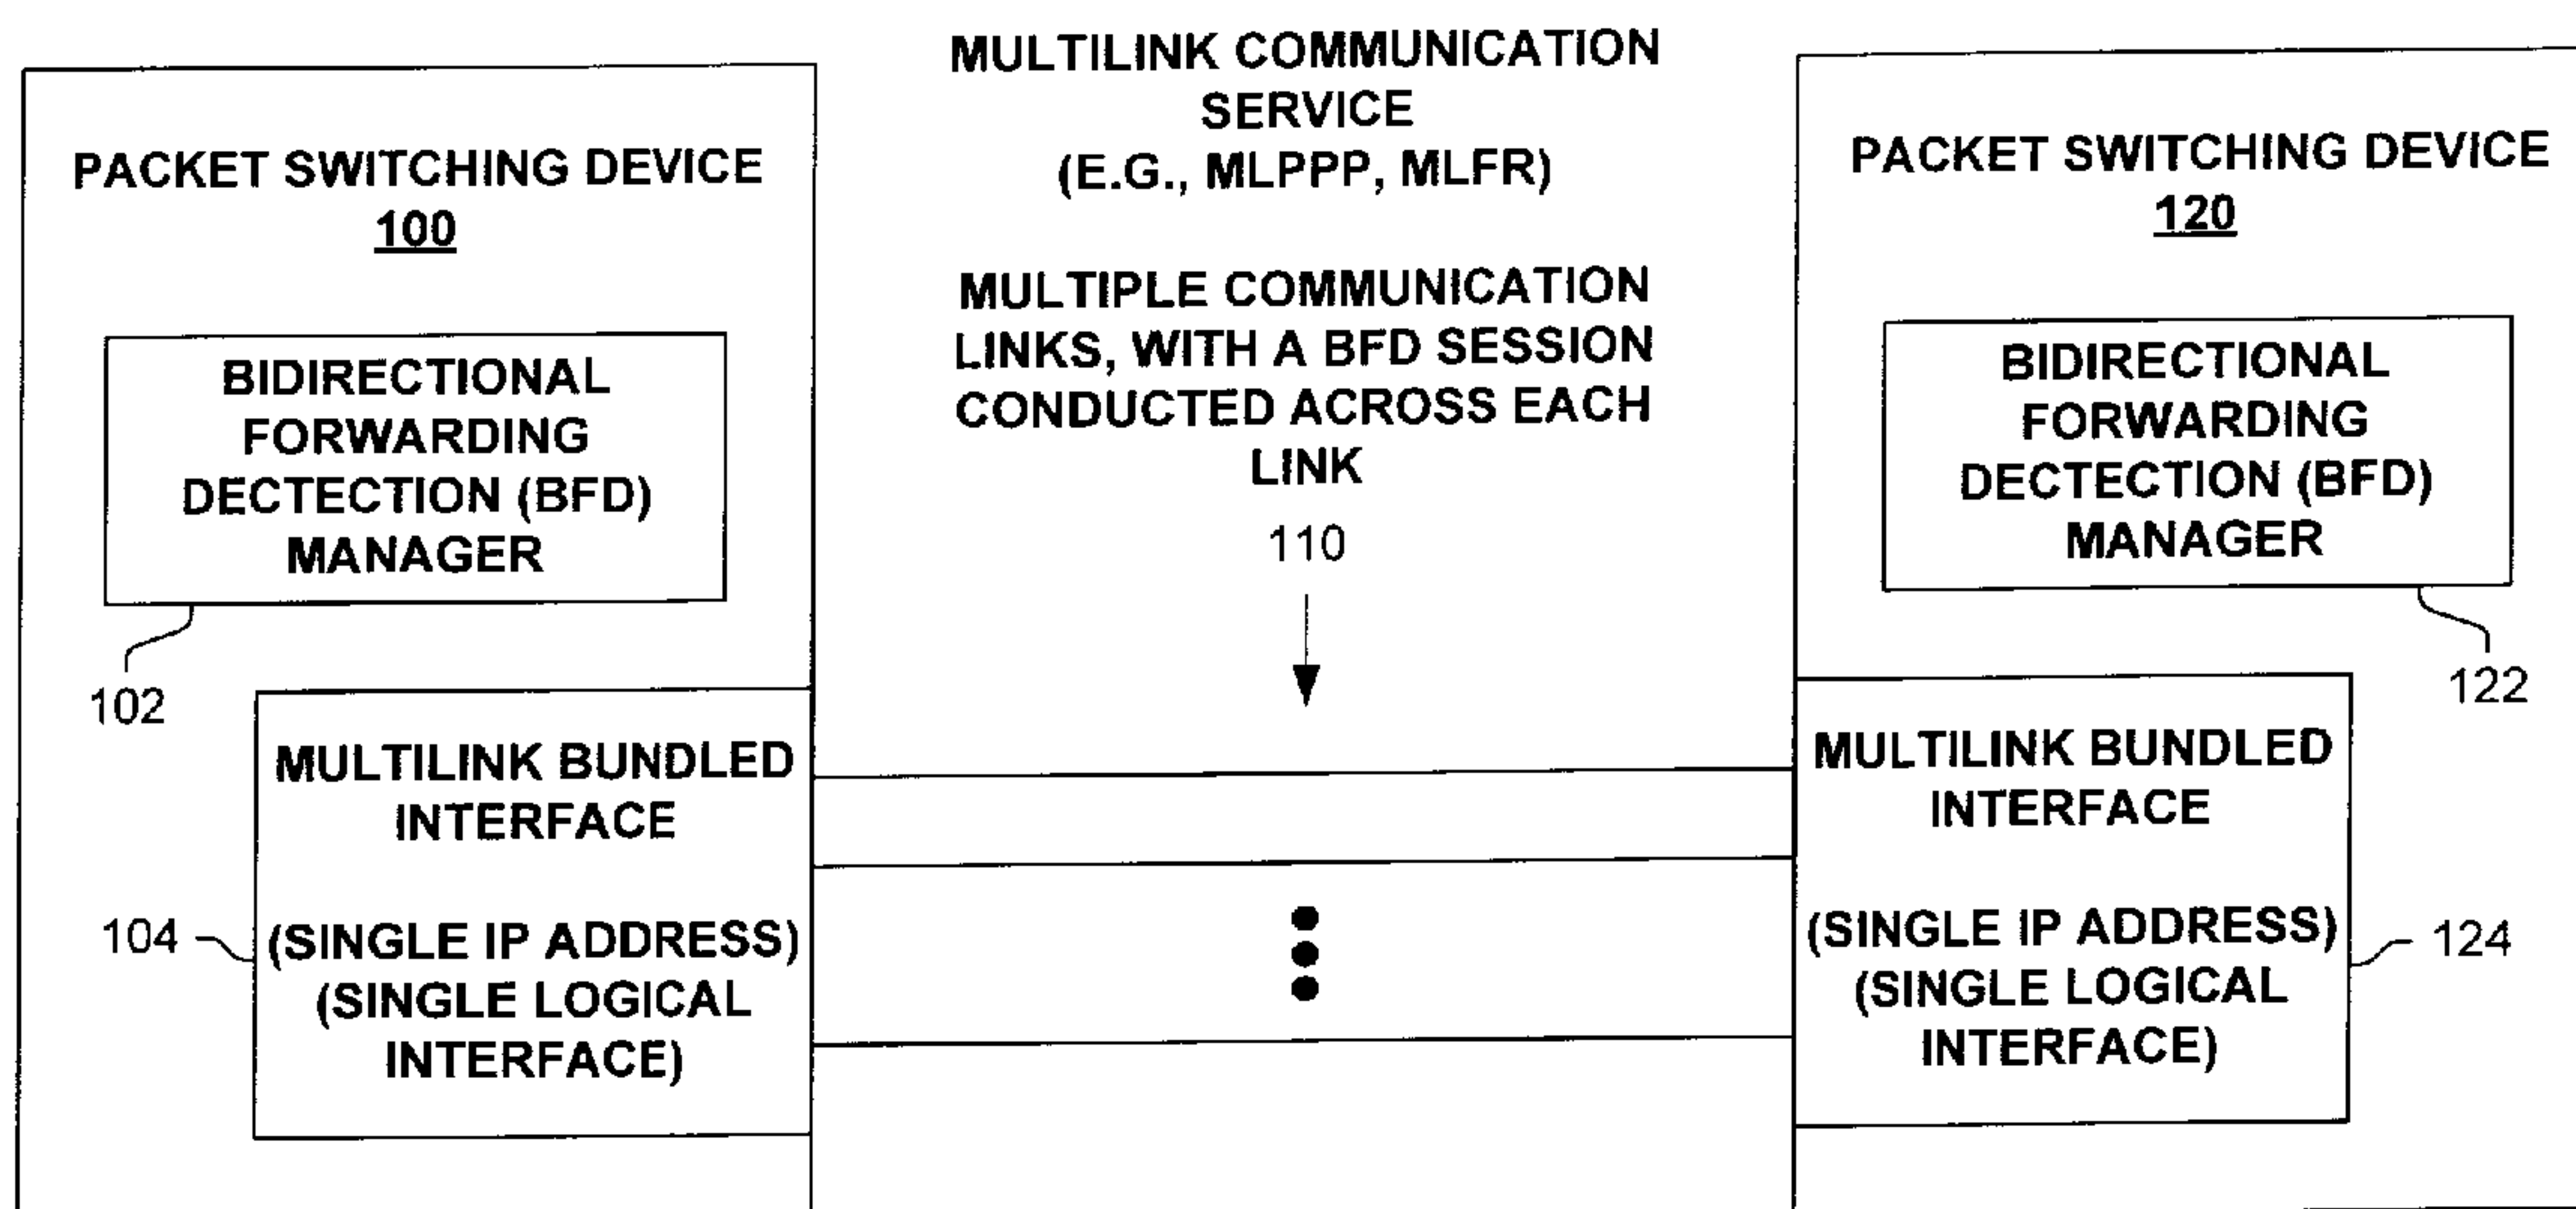 PACKET SWITCHING DEVICE
100
BIDIRECTIONAL
FORWARDING
DECTECTION (BFD)
MANAGER
102
MULTILINK BUNDLED
INTERFACE
(SINGLE IP ADDRESS)
(SINGLE LOGICAL
INTERFACE)
104
MULTILINK COMMUNICATION
SERVICE
(E.G., MLPPP, MLFR)
MULTIPLE COMMUNICATION
LINKS, WITH A BFD SESSION
CONDUCTED ACROSS EACH
LINK
110
PACKET SWITCHING DEVICE
120
BIDIRECTIONAL
FORWARDING
DECTECTION (BFD)
MANAGER
122
MULTILINK BUNDLED
INTERFACE
(SINGLE IP ADDRESS)
(SINGLE LOGICAL
INTERFACE)
124